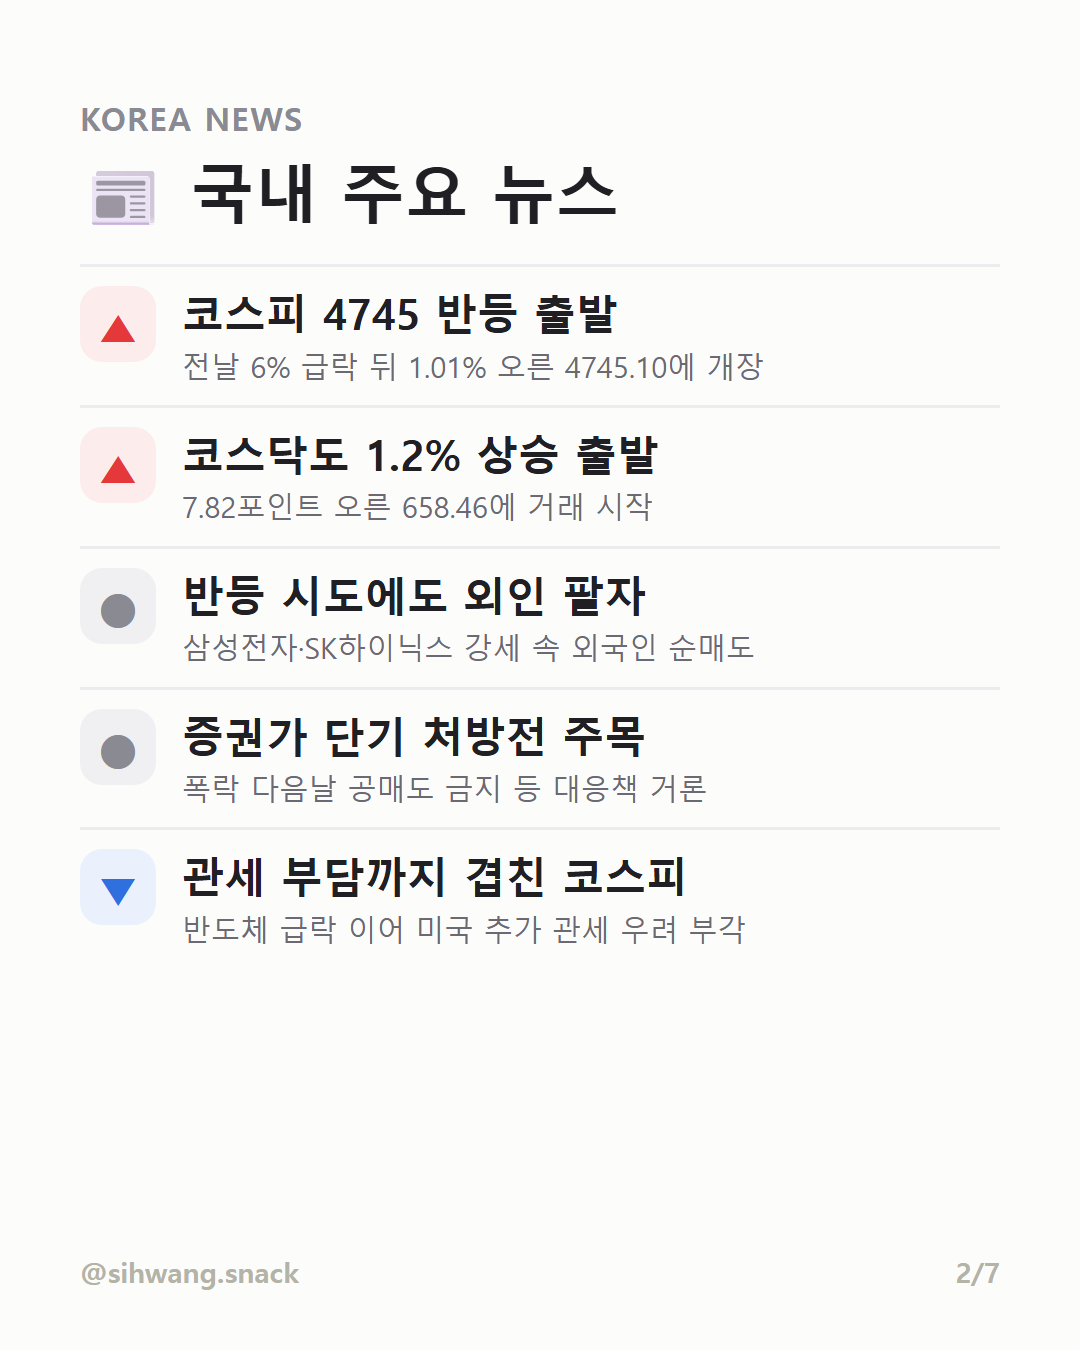 KOREA NEWS
국내 주요 뉴스
코스피 4745 반등 출발
전날 6% 급락 뒤 1.01% 오른 4745.10에 개장
코스닥도 1.2% 상승 출발
7.82포인트 오른 658.46에 거래 시작
반등 시도에도 외인 팔자
삼성전자·SK하이닉스 강세 속 외국인 순매도
증권가 단기 처방전 주목
폭락 다음날 공매도 금지 등 대응책 거론
관세 부담까지 겹친 코스피
반도체 급락 이어 미국 추가 관세 우려 부각
@sihwang.snack
2/7